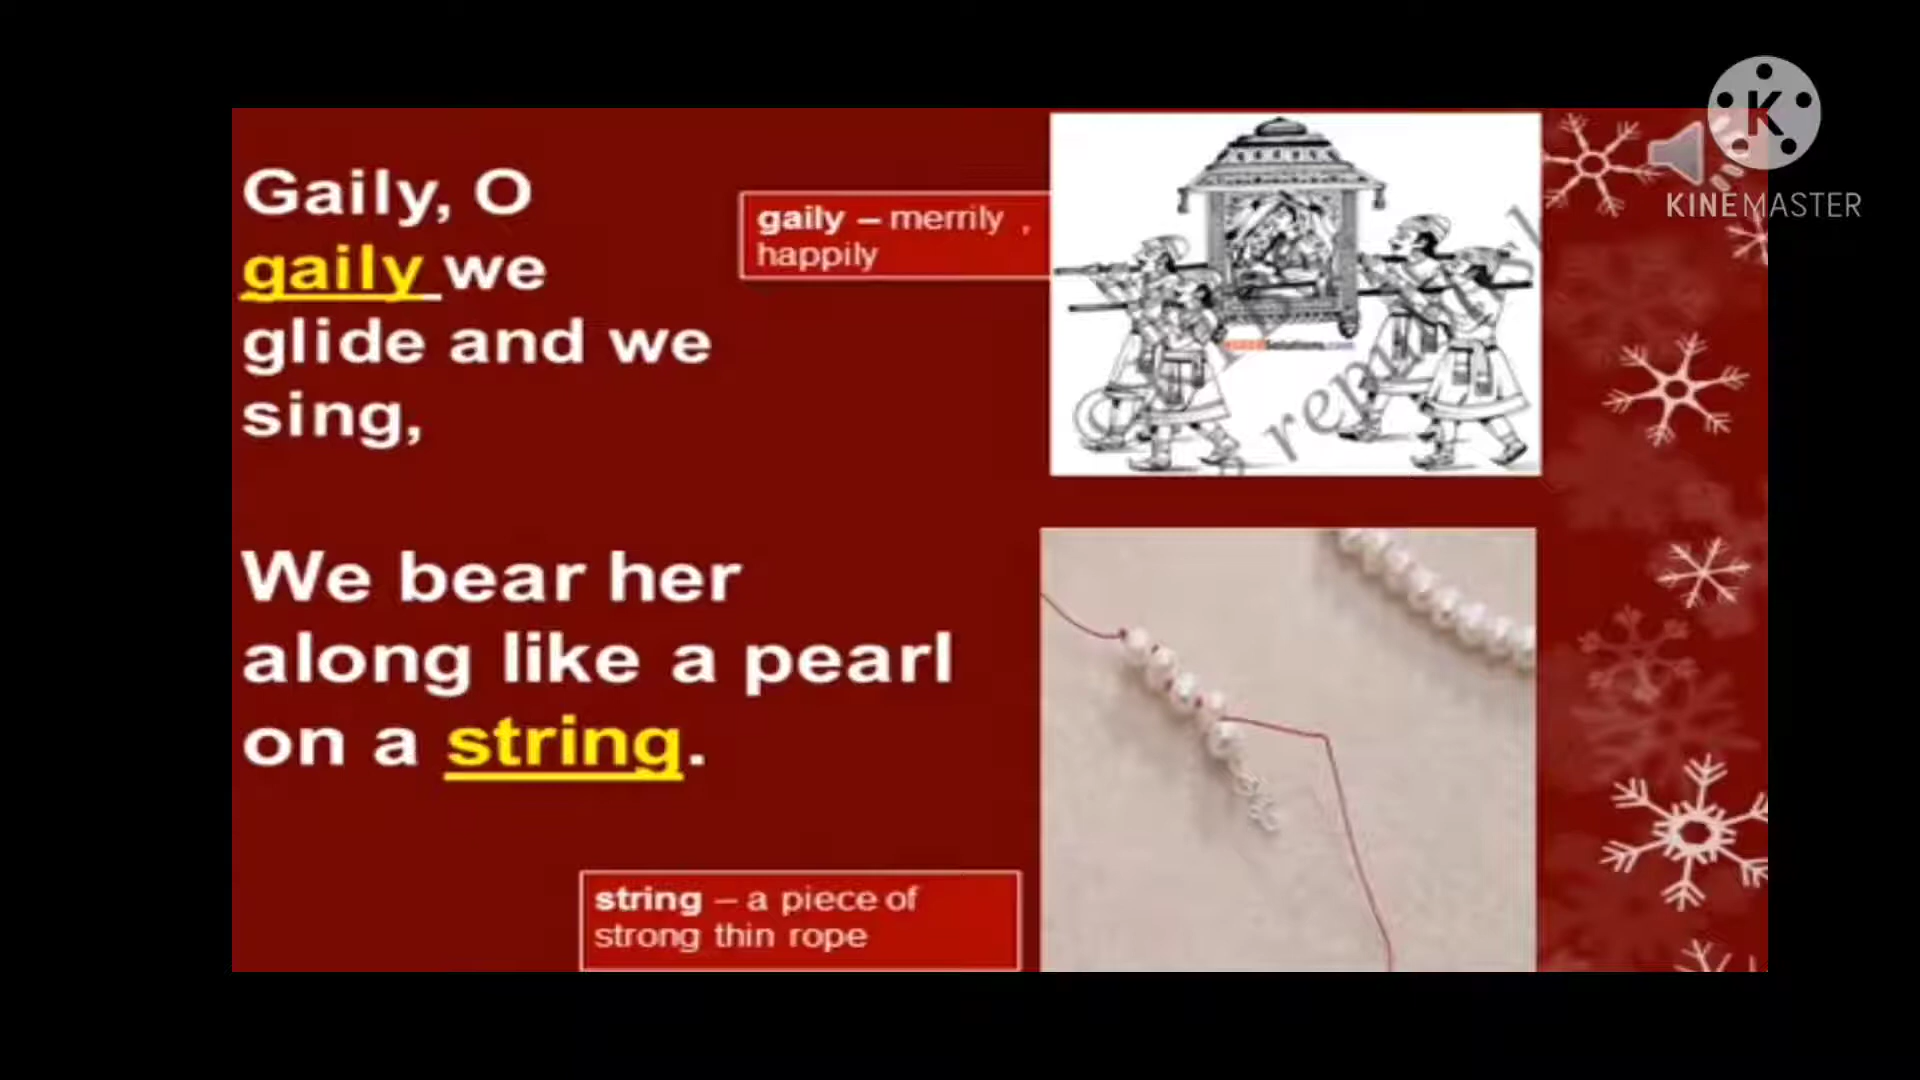 Gaily, O
gaily we
glide and we
sing,
gaily – merrily ,
happily
We bear her
along like a pearl
on a string.
string – a piece of
strong thin rope
K
KINEMASTER